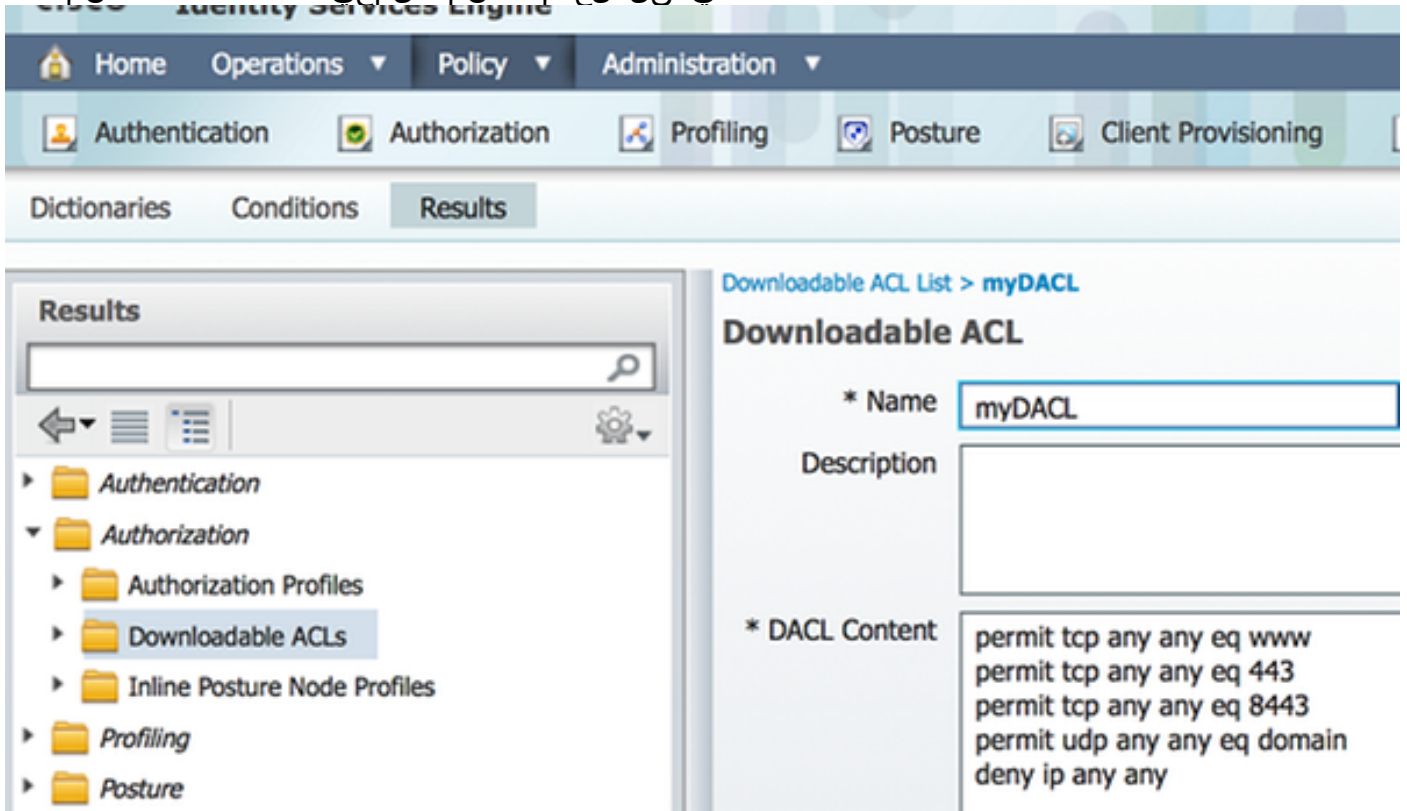 Identity Services Engine
Home Operations Policy Administration
Authentication Authorization Profiling Posture Client Provisioning
Dictionaries Conditions Results
Results
Authentication
Authorization
Authorization Profiles
Downloadable ACLs
Inline Posture Node Profiles
Profiling
Posture
Downloadable ACL List > myDACL
Downloadable ACL
* Name myDACL
Description
* DACL Content
permit tcp any any eq www
permit tcp any any eq 443
permit tcp any any eq 8443
permit udp any any eq domain
deny ip any any